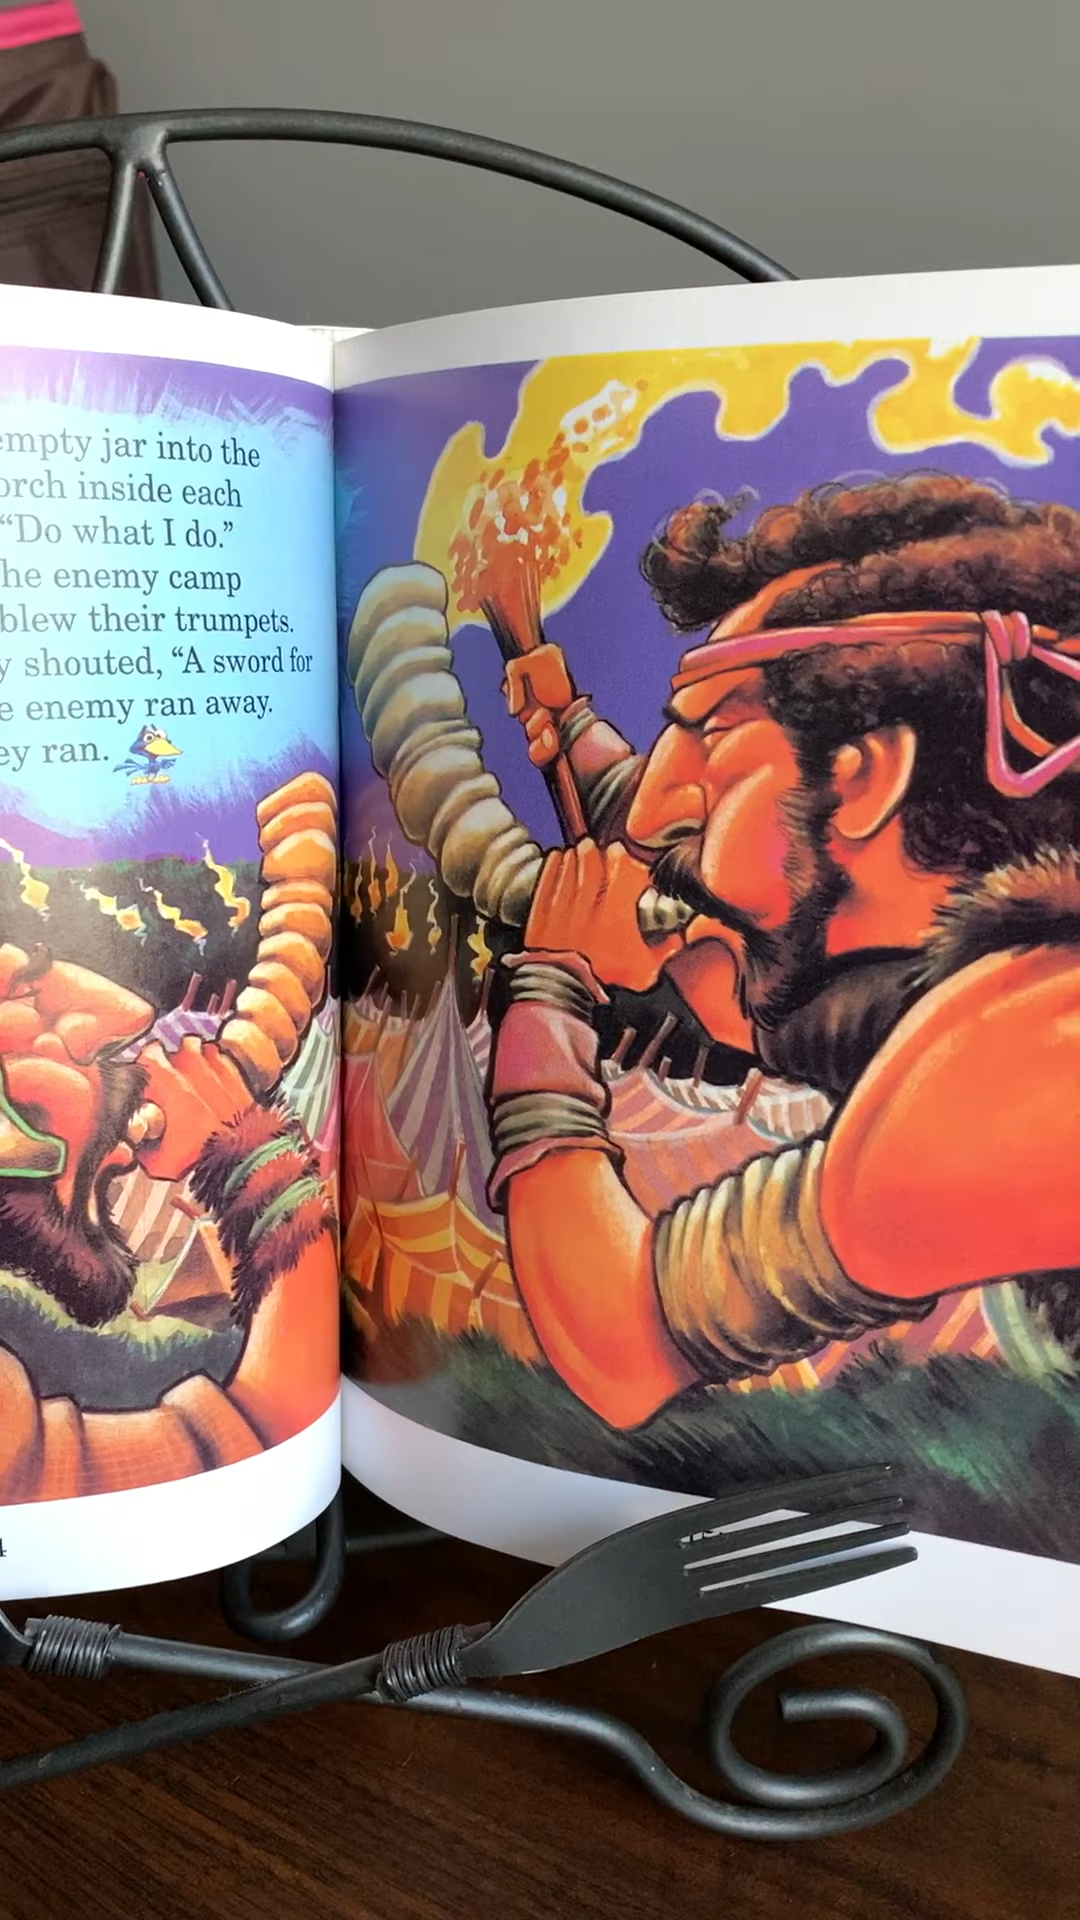 empty jar into the
orch inside each
“Do what I do.”
he enemy camp
blew their trumpets.
y shouted, “A sword for
e enemy ran away.
ey ran.
4